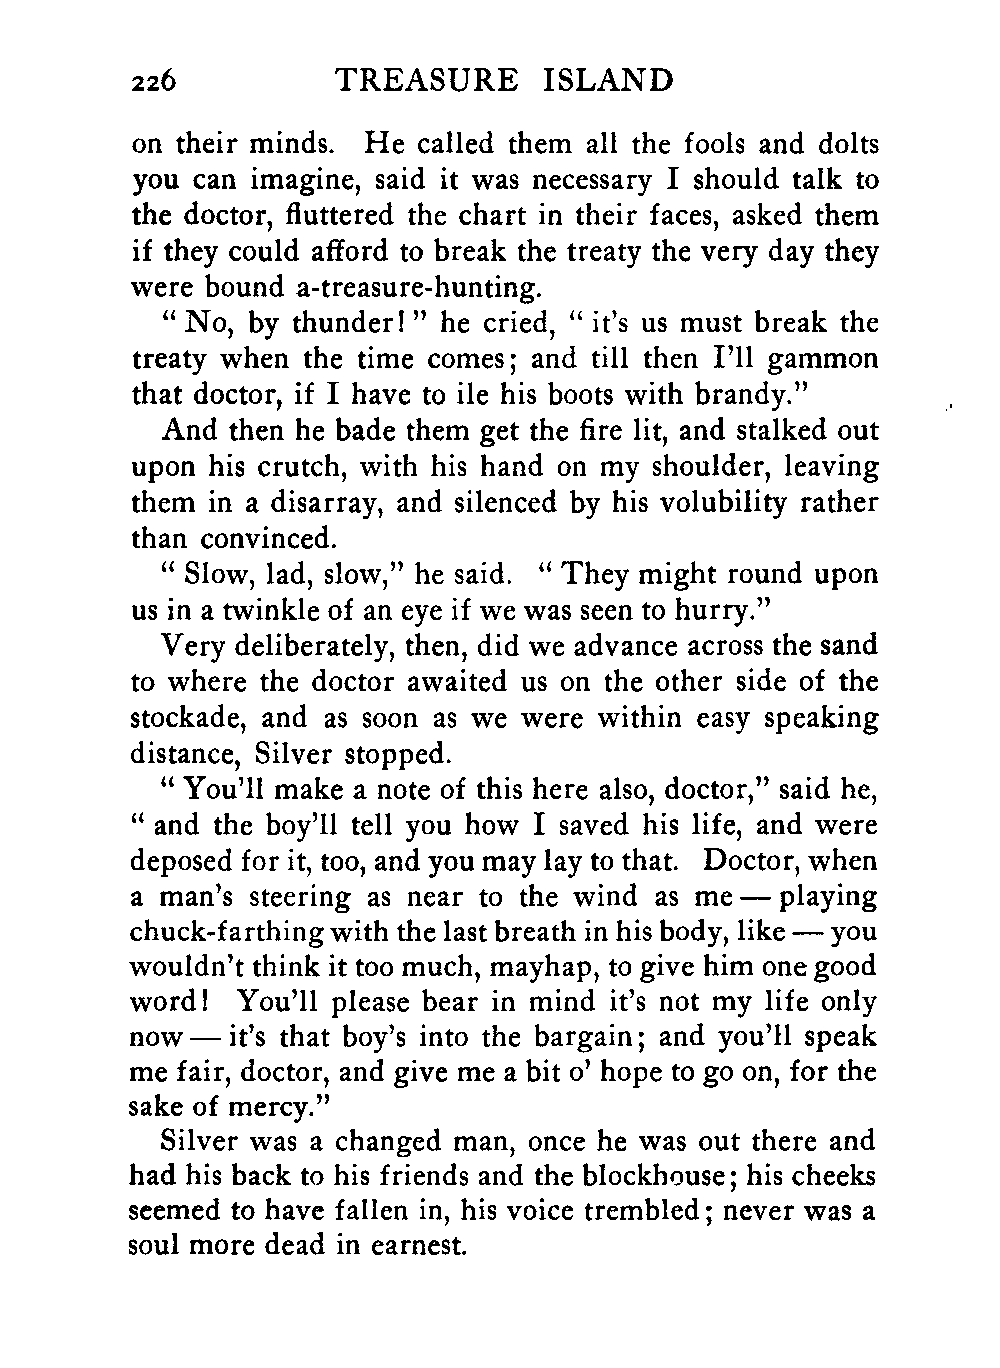 226 TREASURE ISLAND
on their minds. He called them all the fools and dolts
you can imagine, said it was necessary I should talk to
the doctor, fluttered the chart in their faces, asked them
if they could afford to break the treaty the very day they
were bound a-treasure-hunting.
“ No, by thunder! ” he cried, “ it’s us must break the
treaty when the time comes; and till then I’ll gammon
that doctor, if I have to ile his boots with brandy.”
And then he bade them get the fire lit, and stalked out
upon his crutch, with his hand on my shoulder, leaving
them in a disarray, and silenced by his volubility rather
than convinced.
“ Slow, lad, slow,” he said. “ They might round upon
us in a twinkle of an eye if we was seen to hurry.”
Very deliberately, then, did we advance across the sand
to where the doctor awaited us on the other side of the
stockade, and as soon as we were within easy speaking
distance, Silver stopped.
“ You’ll make a note of this here also, doctor,” said he,
“ and the boy’ll tell you how I saved his life, and were
deposed for it, too, and you may lay to that. Doctor, when
a man’s steering as near to the wind as me — playing
chuck-farthing with the last breath in his body, like — you
wouldn’t think it too much, mayhap, to give him one good
word! You’ll please bear in mind it’s not my life only
now — it’s that boy’s into the bargain; and you’ll speak
me fair, doctor, and give me a bit o’ hope to go on, for the
sake of mercy.”
Silver was a changed man, once he was out there and
had his back to his friends and the blockhouse; his cheeks
seemed to have fallen in, his voice trembled; never was a
soul more dead in earnest.